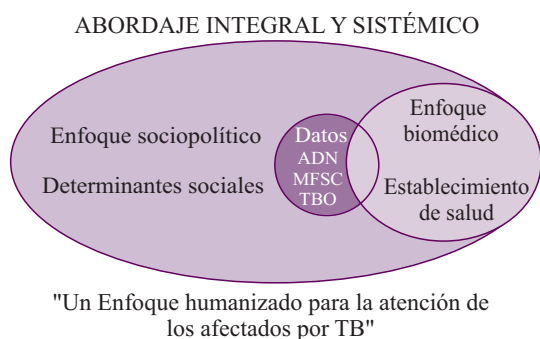 ABORDAJE INTEGRAL Y SISTÉMICO
Enfoque sociopolítico
Determinantes sociales
Datos
ADN
MFSC
TBO
Enfoque
biomédico
Establecimiento
de salud
"Un Enfoque humanizado para la atención de
los afectados por TB"